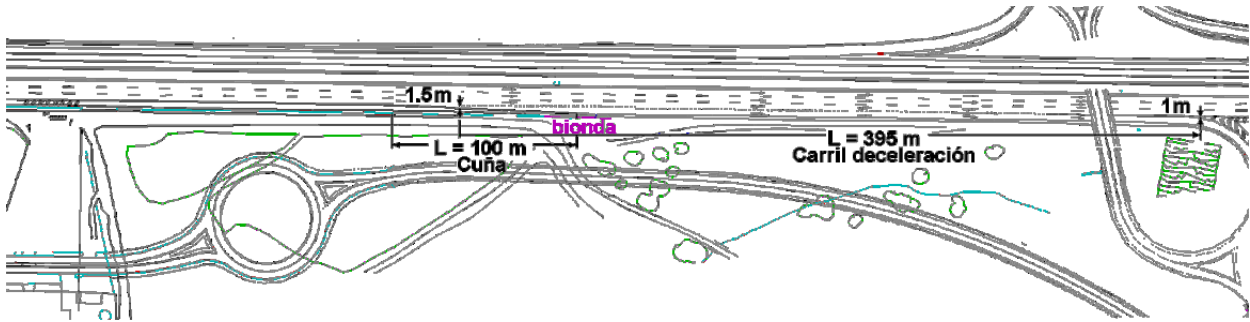 1.5m
1m
bionda
L = 100 m
Cuña
L = 395 m
Carril deceleración